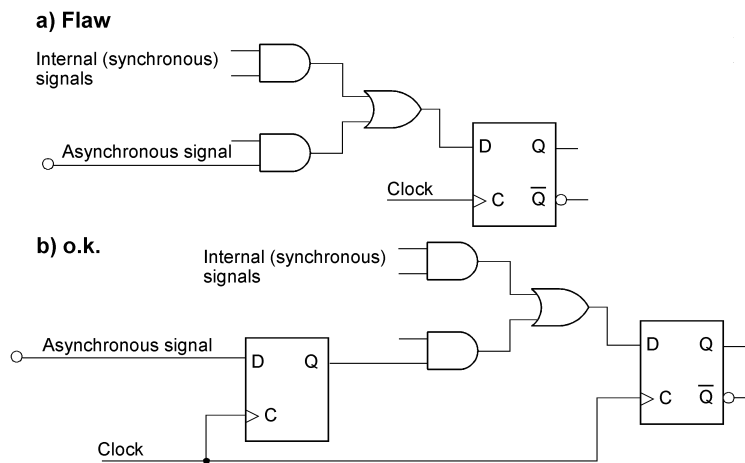 a) Flaw
Internal (synchronous)
signals
Asynchronous signal
D Q
Clock
C Q
b) o.k.
Internal (synchronous)
signals
Asynchronous signal
D Q
D Q
C
C Q
Clock